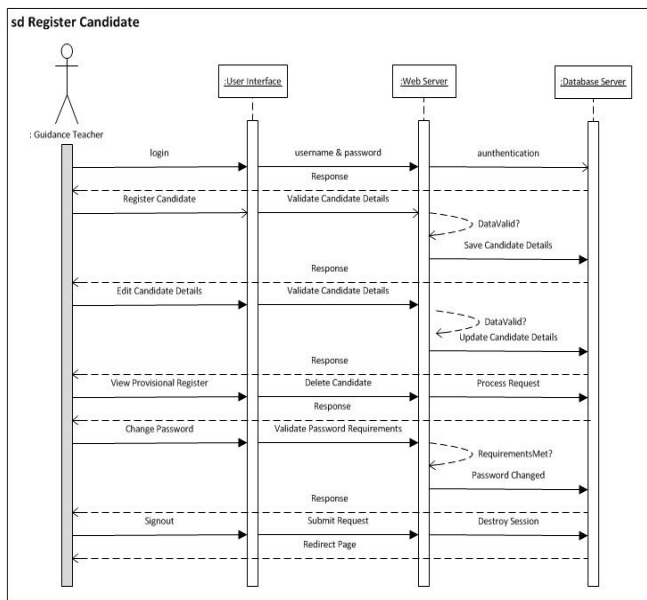 sd Register Candidate
:User Interface
:Web Server
:Database Server
: Guidance Teacher
login
username & password
aunthentication
Response
Register Candidate
Validate Candidate Details
DataValid?
Save Candidate Details
Response
Edit Candidate Details
Validate Candidate Details
DataValid?
Update Candidate Details
Response
View Provisional Register
Delete Candidate
Process Request
Response
Change Password
Validate Password Requirements
RequirementsMet?
Password Changed
Response
Signout
Submit Request
Destroy Session
Redirect Page